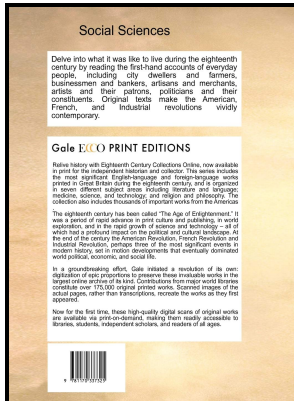 Social Sciences
Delve into what it was like to live during the eighteenth
century by reading the first-hand accounts of everyday
people, including city dwellers and farmers,
businessmen and bankers, artisans and merchants,
artists and their patrons, politicians and their
constituents. Original texts make the American,
French, and Industrial revolutions vividly
contemporary.
Gale ECCO PRINT EDITIONS
Relive history with Eighteenth Century Collections Online, now available
in print for the independent historian and collector. This series includes
the most significant English-language and foreign-language works
printed in Great Britain during the eighteenth century, and is organized
in seven different subject areas including literature and language;
medicine, science, and technology; and religion and philosophy. The
collection also includes thousands of important works from the Americas
The eighteenth century has been called "The Age of Enlightenment." It
was a period of rapid advance in print culture and publishing, in world
exploration, and in the rapid growth of science and technology – all of
which had a profound impact on the political and cultural landscape. At
the end of the century the American Revolution, French Revolution and
Industrial Revolution, perhaps three of the most significant events in
modern history, set in motion developments that eventually dominated
world political, economic, and social life.
In a groundbreaking effort, Gale initiated a revolution of its own:
digitization of epic proportions to preserve these invaluable works in the
largest online archive of its kind. Contributions from major world libraries
constitute over 175,000 original printed works. Scanned images of the
actual pages, rather than transcriptions, recreate the works as they first
appeared.
Now for the first time, these high-quality digital scans of original works
are available via print-on-demand, making them readily accessible to
libraries, students, independent scholars, and readers of all ages.